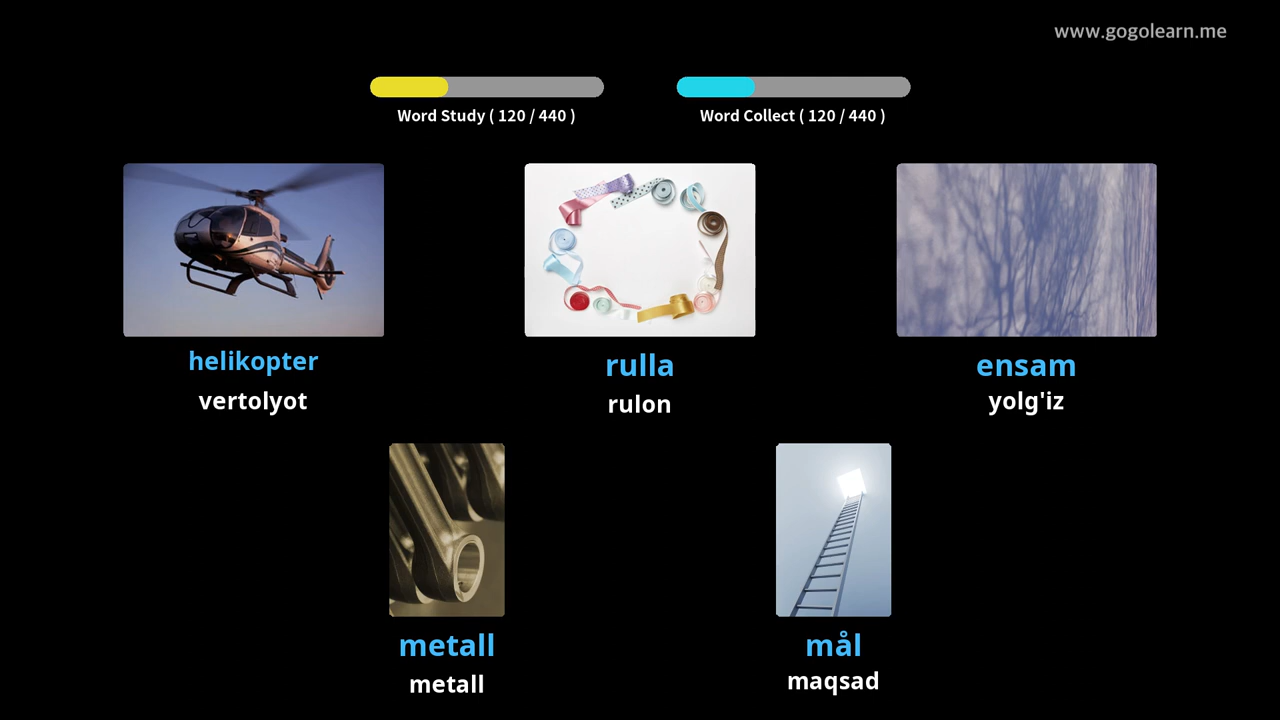 www.gogolearn.me
Word Study ( 120 / 440 )
Word Collect ( 120 / 440 )
helikopter
vertolyot
rulla
rulon
ensam
yolg'iz
metall
metall
mål
maqsad